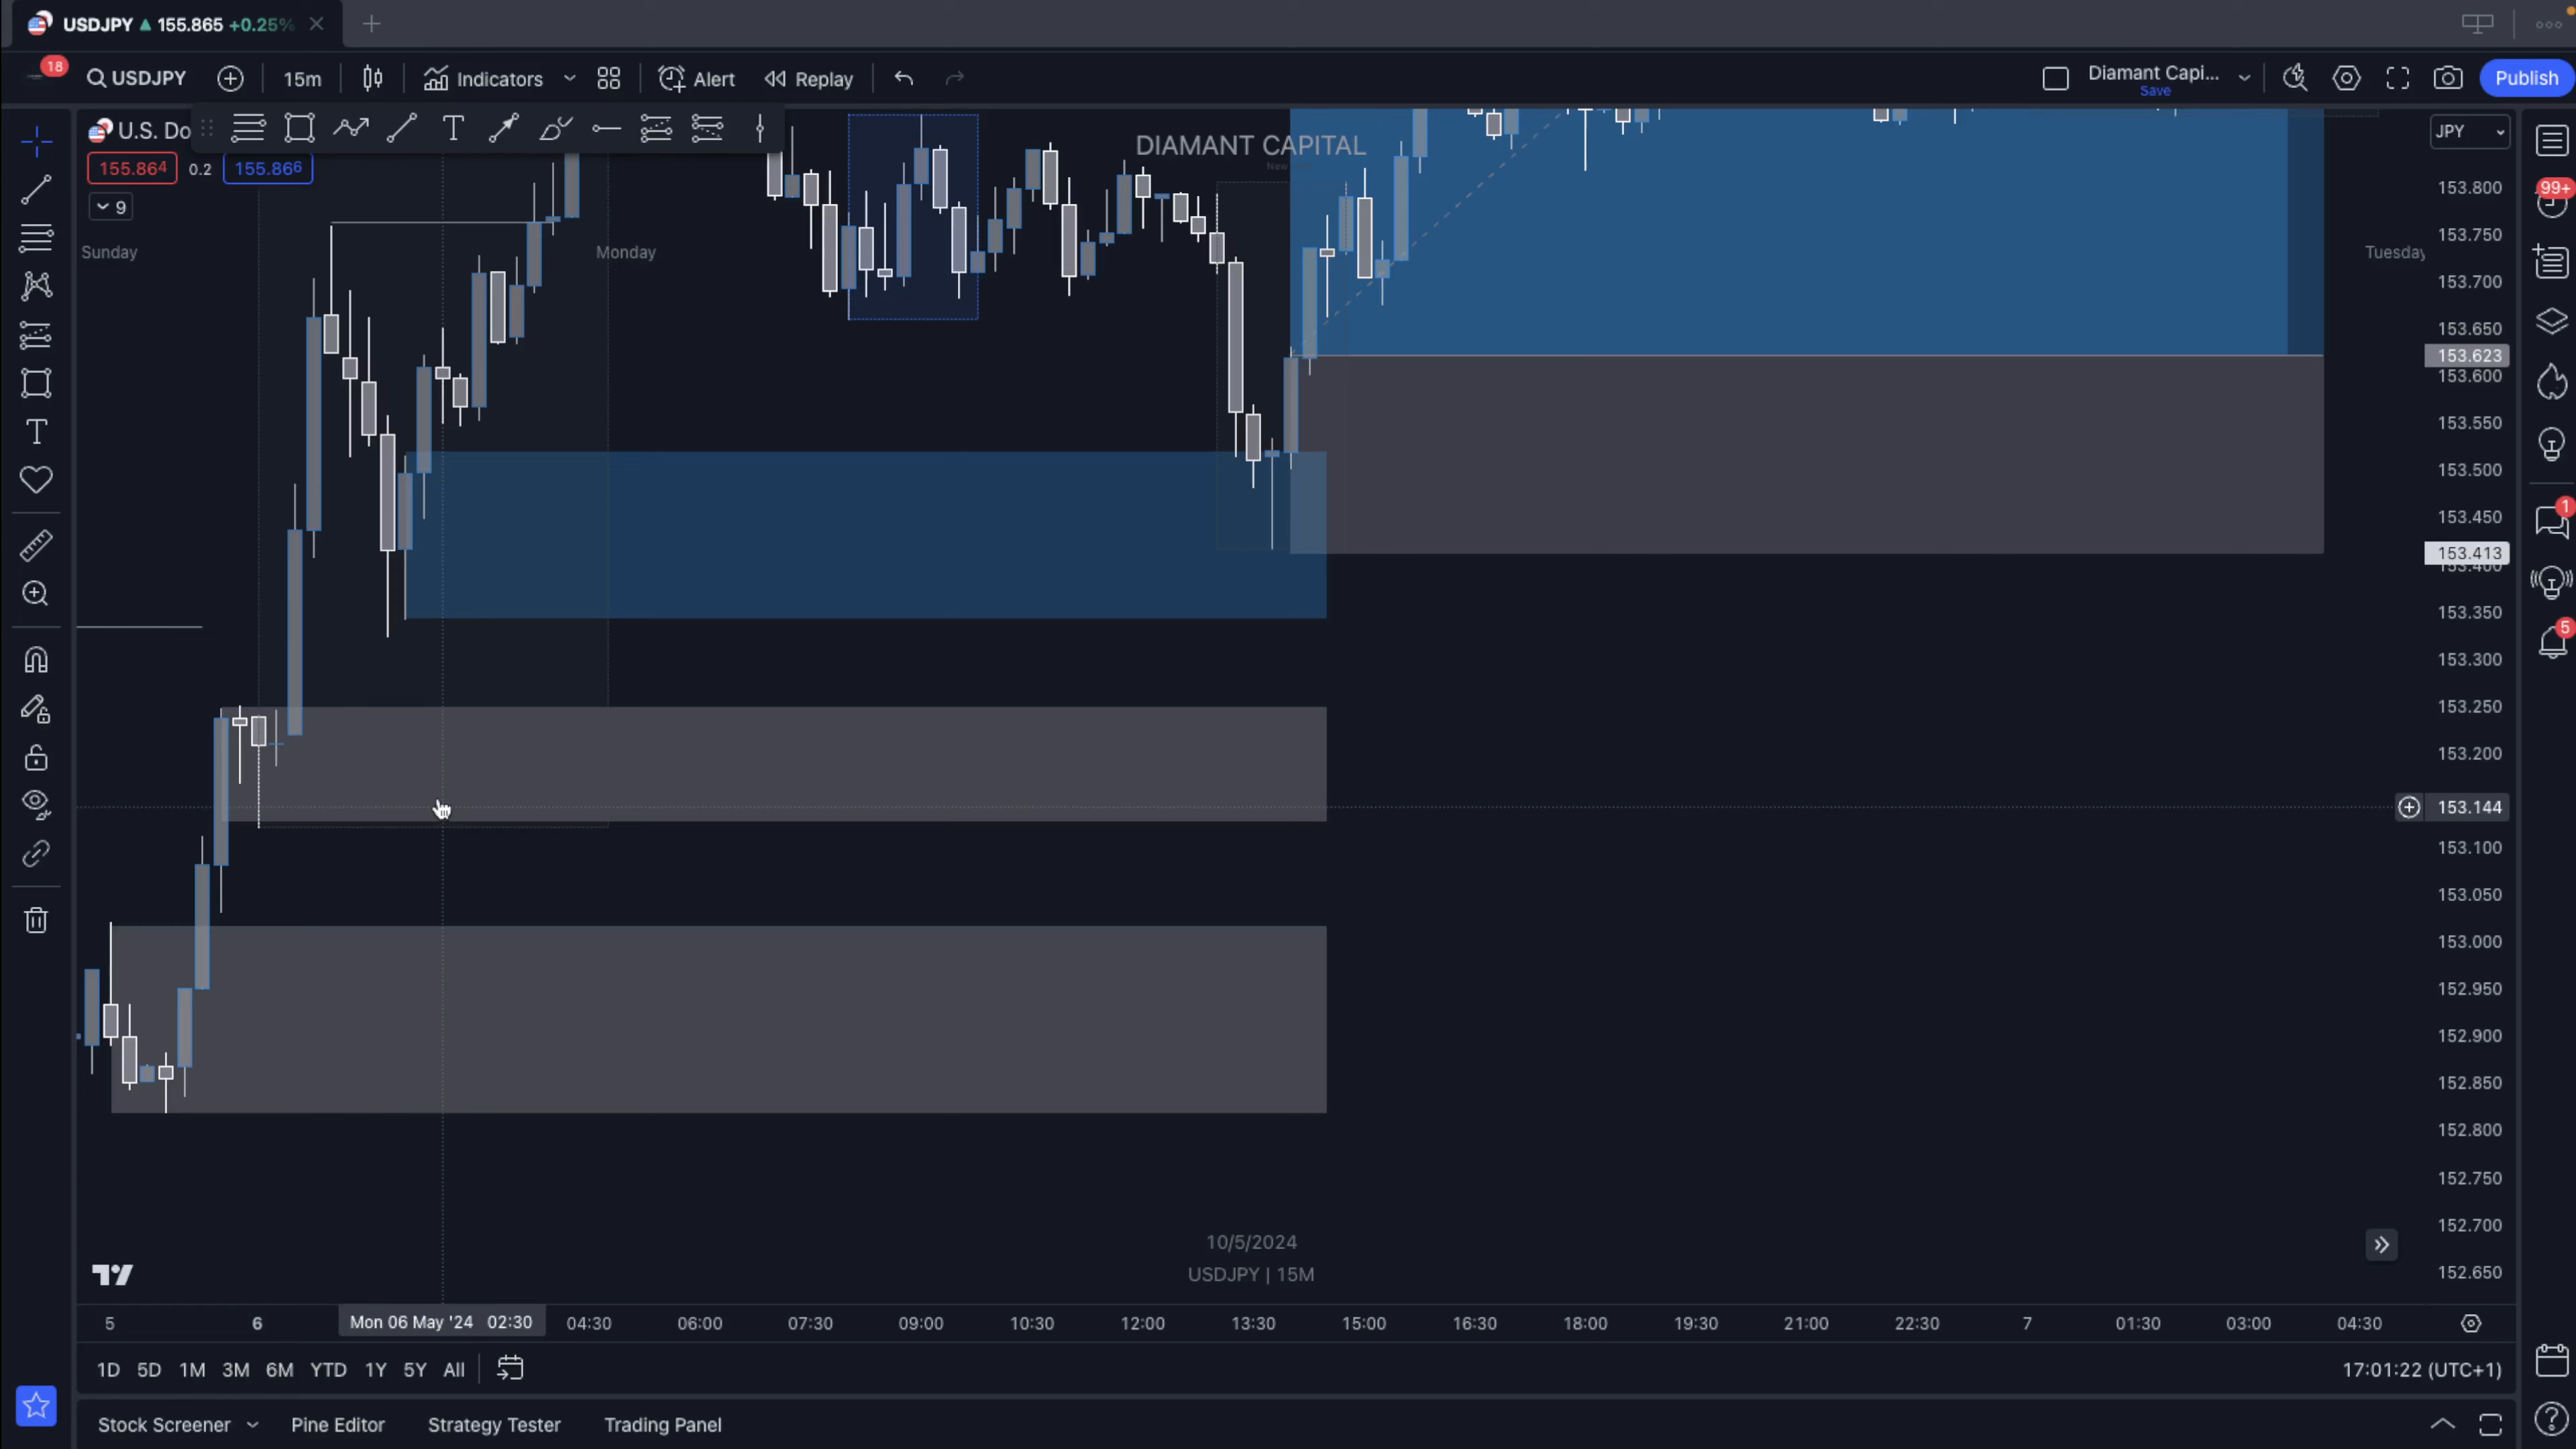 USDJPY ▲ 155.865 +0.25%
18
USDJPY 15m Indicators Alert Replay
Diamant Capi...
Save
Publish
U.S. Do
DIAMANT CAPITAL
New
155.864 0.2 155.866
9
Sunday Monday Tuesday
JPY
153.800
153.750
153.700
153.650
153.623
153.600
153.550
153.500
153.450
153.413
153.400
153.350
153.300
153.250
153.200
153.144
153.100
153.050
153.000
152.950
152.900
152.850
152.800
152.750
152.700
152.650
99+
1
5
10/5/2024
USDJPY | 15M
5 6 Mon 06 May '24 02:30 04:30 06:00 07:30 09:00 10:30 12:00 13:30 15:00 16:30 18:00 19:30 21:00 22:30 7 01:30 03:00 04:30
1D 5D 1M 3M 6M YTD 1Y 5Y All
17:01:22 (UTC+1)
Stock Screener Pine Editor Strategy Tester Trading Panel